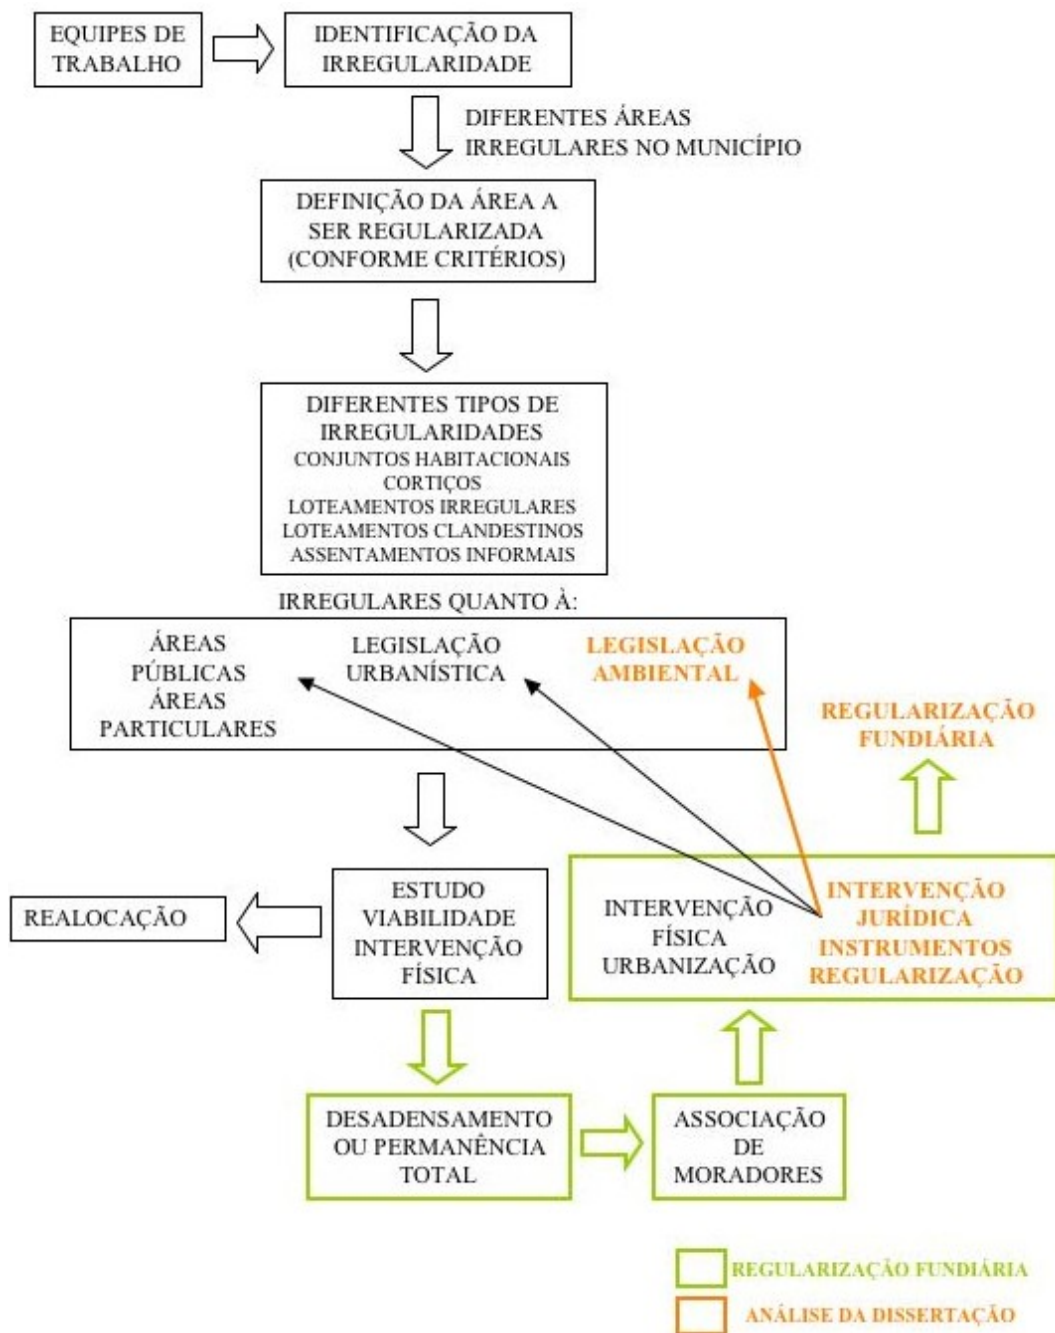 EQUIPES DE
TRABALHO
IDENTIFICAÇÃO DA
IRREGULARIDADE
DIFERENTES ÁREAS
IRREGULARES NO MUNICÍPIO
DEFINIÇÃO DA ÁREA A
SER REGULARIZADA
(CONFORME CRITÉRIOS)
DIFERENTES TIPOS DE
IRREGULARIDADES
CONJUNTOS HABITACIONAIS
CORTIÇOS
LOTEAMENTOS IRREGULARES
LOTEAMENTOS CLANDESTINOS
ASSENTAMENTOS INFORMAIS
IRREGULARES QUANTO À:
ÁREAS
PÚBLICAS
ÁREAS
PARTICULARES
LEGISLAÇÃO
URBANÍSTICA
LEGISLAÇÃO
AMBIENTAL
REGULARIZAÇÃO
FUNDIÁRIA
REALOCAÇÃO
ESTUDO
VIABILIDADE
INTERVENÇÃO
FÍSICA
INTERVENÇÃO
FÍSICA
URBANIZAÇÃO
INTERVENÇÃO
JURÍDICA
INSTRUMENTOS
REGULARIZAÇÃO
DESADENSAMENTO
OU PERMANÊNCIA
TOTAL
ASSOCIAÇÃO
DE
MORADORES
REGULARIZAÇÃO FUNDIÁRIA
ANÁLISE DA DISSERTAÇÃO